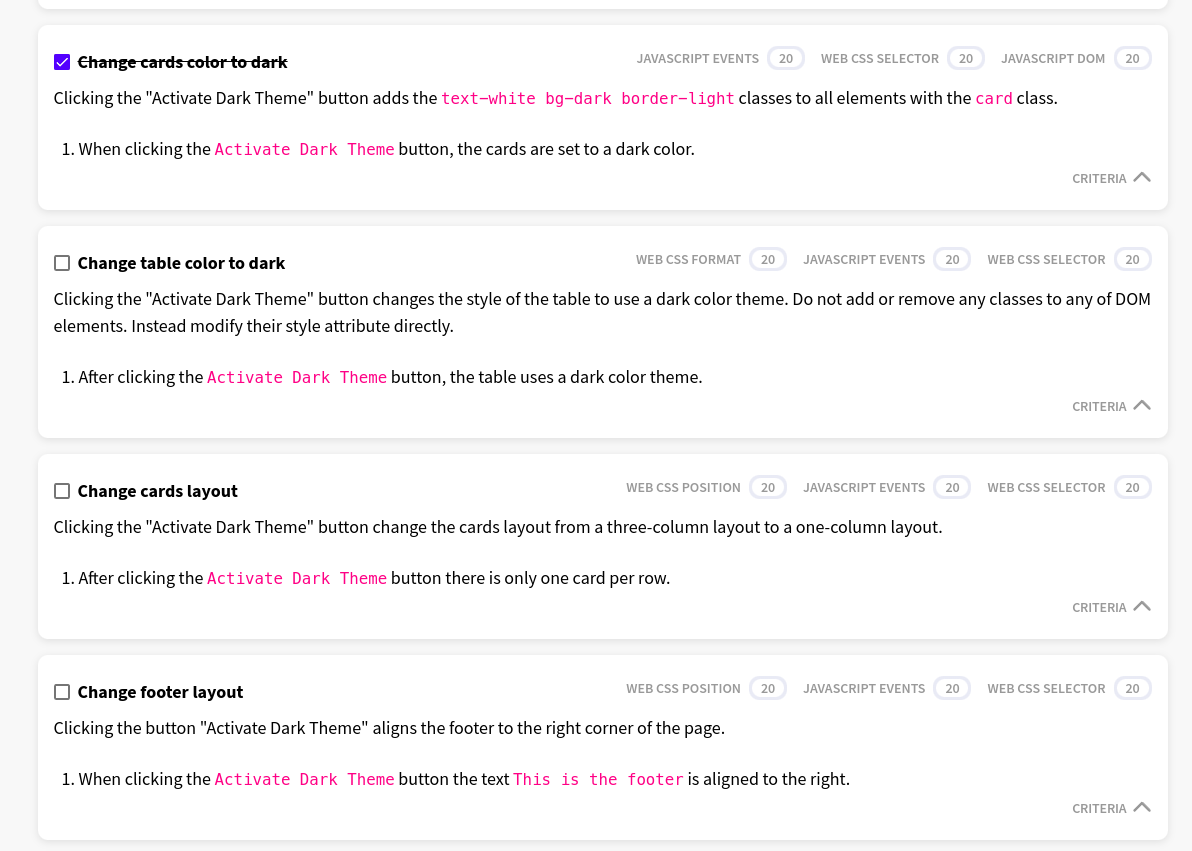 Change cards color to dark JAVASCRIPT EVENTS 20 WEB CSS SELECTOR 20 JAVASCRIPT DOM 20
Clicking the "Activate Dark Theme" button adds the text-white bg-dark border-light classes to all elements with the card class.
1. When clicking the Activate Dark Theme button, the cards are set to a dark color.
CRITERIA
Change table color to dark WEB CSS FORMAT 20 JAVASCRIPT EVENTS 20 WEB CSS SELECTOR 20
Clicking the "Activate Dark Theme" button changes the style of the table to use a dark color theme. Do not add or remove any classes to any of DOM
elements. Instead modify their style attribute directly.
1. After clicking the Activate Dark Theme button, the table uses a dark color theme.
CRITERIA
Change cards layout WEB CSS POSITION 20 JAVASCRIPT EVENTS 20 WEB CSS SELECTOR 20
Clicking the "Activate Dark Theme" button change the cards layout from a three-column layout to a one-column layout.
1. After clicking the Activate Dark Theme button there is only one card per row.
CRITERIA
Change footer layout WEB CSS POSITION 20 JAVASCRIPT EVENTS 20 WEB CSS SELECTOR 20
Clicking the button "Activate Dark Theme" aligns the footer to the right corner of the page.
1. When clicking the Activate Dark Theme button the text This is the footer is aligned to the right.
CRITERIA